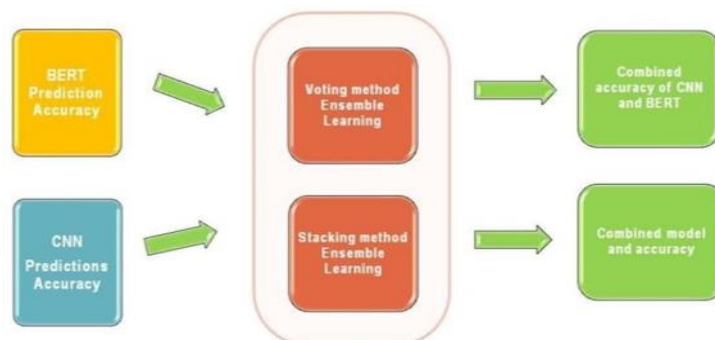 BERT
Prediction
Accuracy
Voting method
Ensemble
Learning
Combined
accuracy of CNN
and BERT
CNN
Predictions
Accuracy
Stacking method
Ensemble
Learning
Combined model
and accuracy